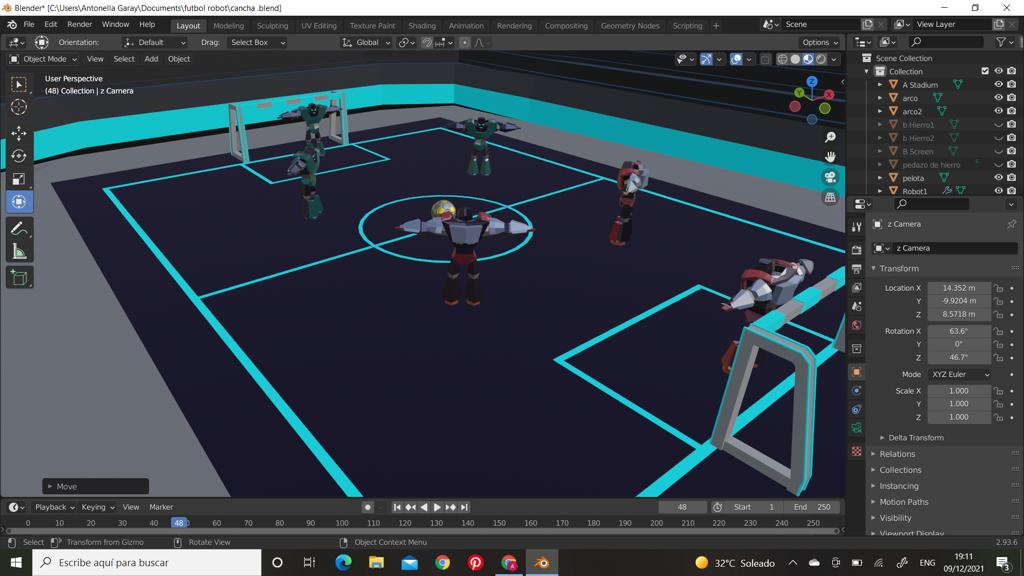 Blender* [C:\Users\Antonella Garay\Documents\futbol robot\cancha .blend]
File Edit Render Window Help Layout Modeling Sculpting UV Editing Texture Paint Shading Animation Rendering Compositing Geometry Nodes Scripting + Scene View Layer
Orientation: Default Drag: Select Box Global Options
Object Mode View Select Add Object
User Perspective
(48) Collection | z Camera
Z
Y
X
Scene Collection
Collection
A Stadium
arco
arco2
b Hierro1
b Hierro2
B Screen
pedazo de hierro
pelota
Robot1
z Camera
z Camera
Transform
Location X 14.352 m
Y -9.9204 m
Z 8.5718 m
Rotation X 63.6°
Y 0°
Z 46.7°
Mode XYZ Euler
Scale X 1.000
Y 1.000
Z 1.000
Delta Transform
Relations
Collections
Instancing
Motion Paths
Visibility
Viewport Display
Move
Playback Keying View Marker 48 Start 1 End 250
0 10 20 30 40 48 60 70 80 90 100 110 120 130 140 150 160 170 180 190 200 210 220 230 240 250
Select Transform from Gizmo Rotate View Object Context Menu 2.93.6
Escribe aquí para buscar
32°C Soleado
ENG
19:11
09/12/2021
3